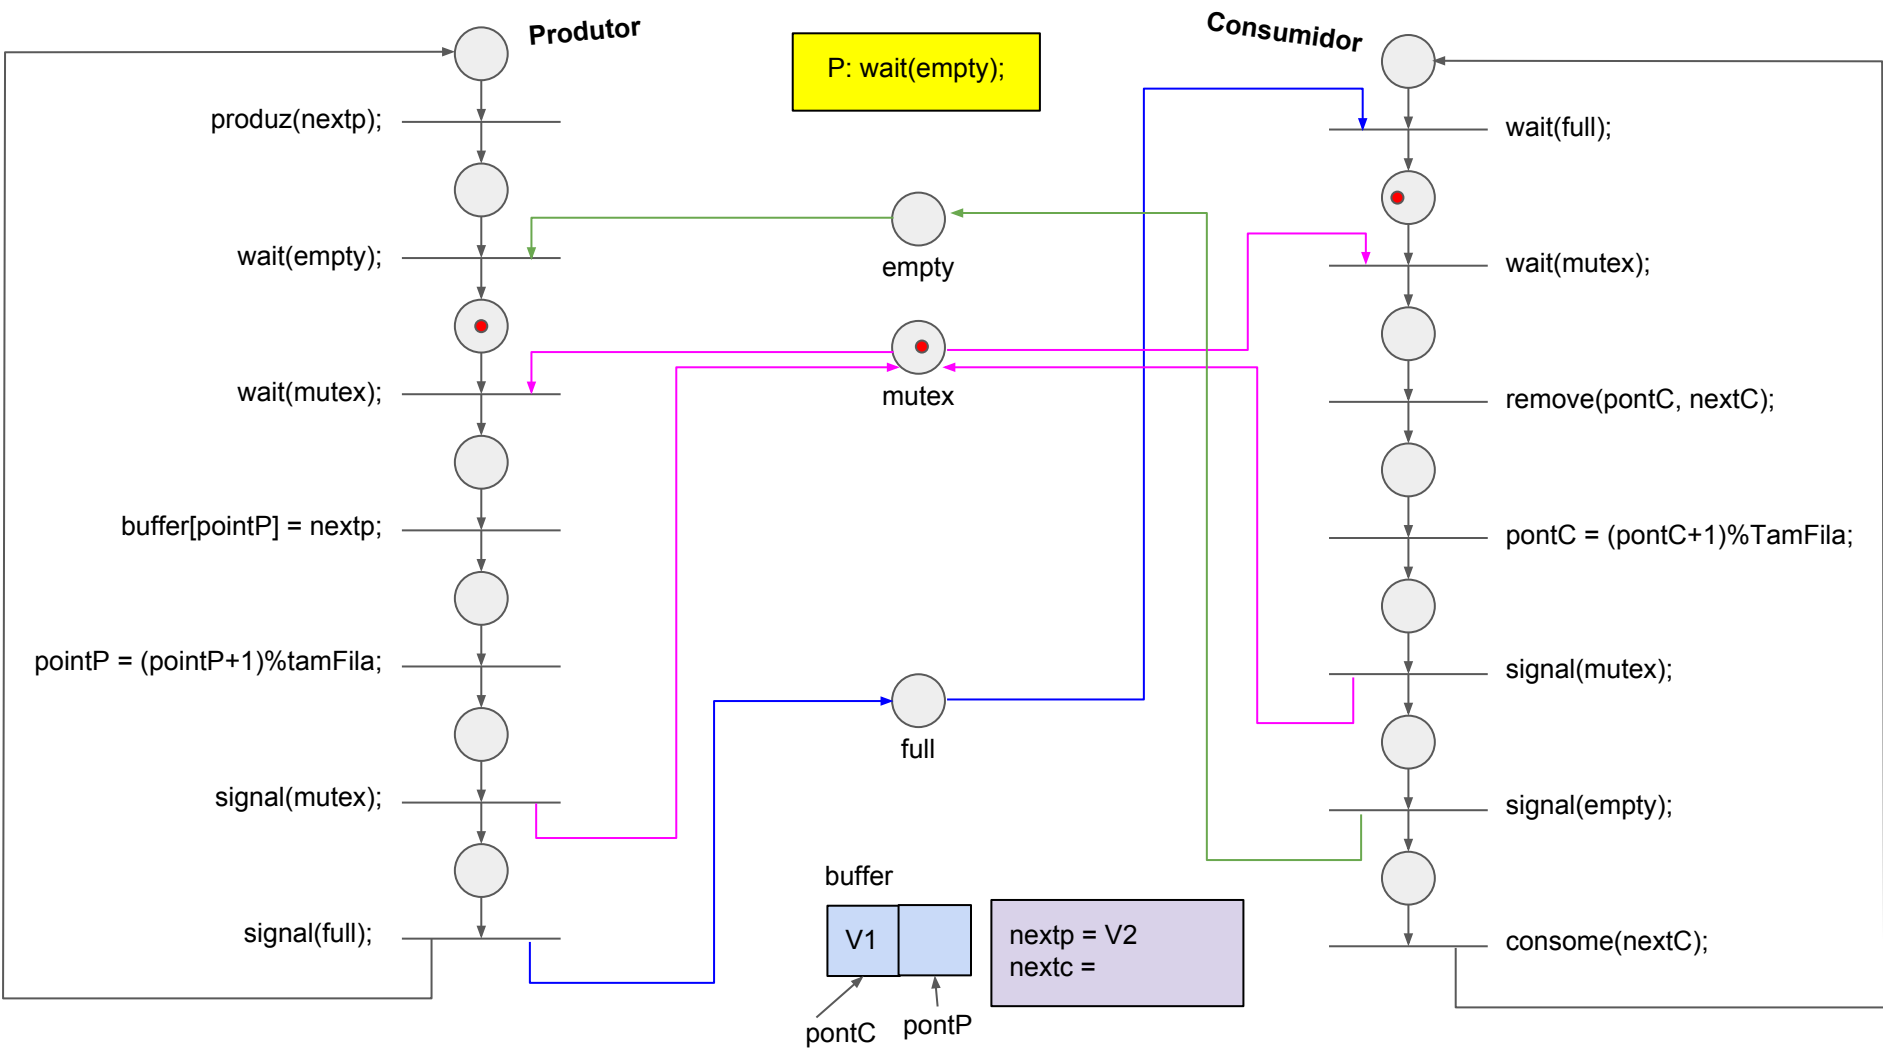 Produtor
Consumidor
P: wait(empty);
produz(nextp);
wait(full);
wait(empty);
empty
wait(mutex);
wait(mutex);
mutex
remove(pontC, nextC);
buffer[pointP] = nextp;
pontC = (pontC+1)%TamFila;
pointP = (pointP+1)%tamFila;
signal(mutex);
full
signal(mutex);
signal(empty);
buffer
signal(full);
V1
nextp = V2
nextc =
consome(nextC);
pontC
pontP